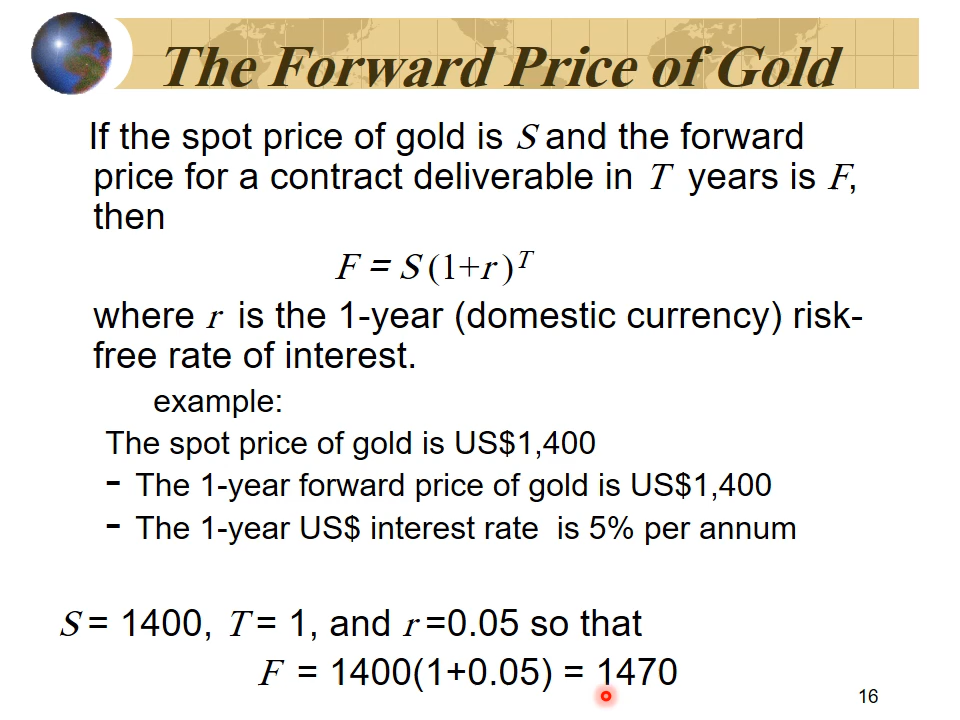 The Forward Price of Gold
If the spot price of gold is S and the forward
price for a contract deliverable in T years is F,
then
F = S (1+r)ᵀ
where r is the 1-year (domestic currency) risk-
free rate of interest.
example:
The spot price of gold is US$1,400
- The 1-year forward price of gold is US$1,400
- The 1-year US$ interest rate is 5% per annum
S = 1400, T = 1, and r =0.05 so that
F = 1400(1+0.05) = 1470
16